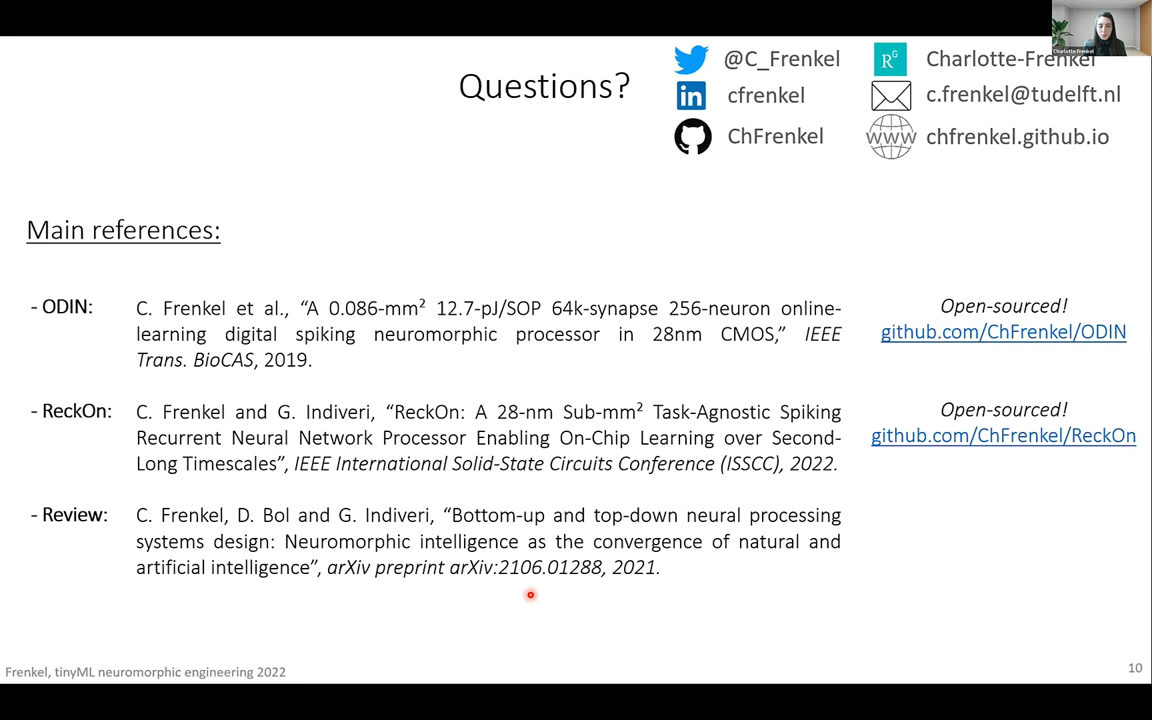 Charlotte Frenkel
Questions?
@C_Frenkel
cfrenkel
ChFrenkel
R^G
Charlotte-Frenkel
c.frenkel@tudelft.nl
www
chfrenkel.github.io
in
Main references:
- ODIN:
C. Frenkel et al., “A 0.086-mm² 12.7-pJ/SOP 64k-synapse 256-neuron online-
learning digital spiking neuromorphic processor in 28nm CMOS,” IEEE
Trans. BioCAS, 2019.
Open-sourced!
github.com/ChFrenkel/ODIN
- ReckOn:
C. Frenkel and G. Indiveri, “ReckOn: A 28-nm Sub-mm² Task-Agnostic Spiking
Recurrent Neural Network Processor Enabling On-Chip Learning over Second-
Long Timescales”, IEEE International Solid-State Circuits Conference (ISSCC), 2022.
Open-sourced!
github.com/ChFrenkel/ReckOn
- Review:
C. Frenkel, D. Bol and G. Indiveri, “Bottom-up and top-down neural processing
systems design: Neuromorphic intelligence as the convergence of natural and
artificial intelligence”, arXiv preprint arXiv:2106.01288, 2021.
Frenkel, tinyML neuromorphic engineering 2022
10